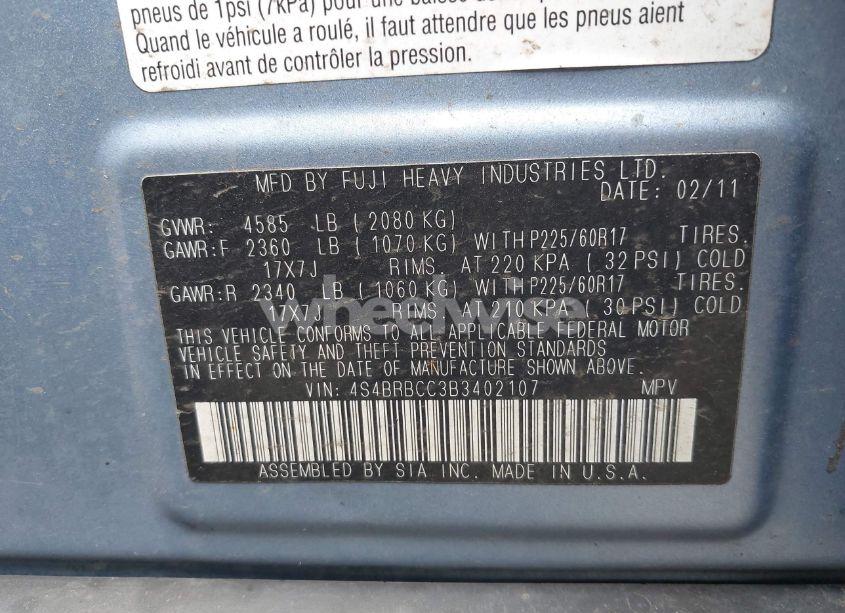 pneus de 1psi (7kPa) pour une
Quand le véhicule a roulé, il faut attendre que les pneus aient
refroidi avant de contrôler la pression.
MFD BY FUJI HEAVY INDUSTRIES LTD.
DATE: 02/11
GVWR: 4585 LB (2080 KG)
GAWR:F 2360 LB (1070 KG) WITH P225/60R17 TIRES.
17X7J RIMS. AT 220 KPA (32 PSI) COLD
GAWR:R 2340 LB (1060 KG) WITH P225/60R17 TIRES.
17X7J RIMS AT 210 KPA (30 PSI) COLD
wheelwise
THIS VEHICLE CONFORMS TO ALL APPLICABLE FEDERAL MOTOR
VEHICLE SAFETY AND THEFT PREVENTION STANDARDS
IN EFFECT ON THE DATE OF MANUFACTURE SHOWN ABOVE.
VIN: 4S4BRBCC3B3402107 MPV
ASSEMBLED BY SIA INC. MADE IN U.S.A.